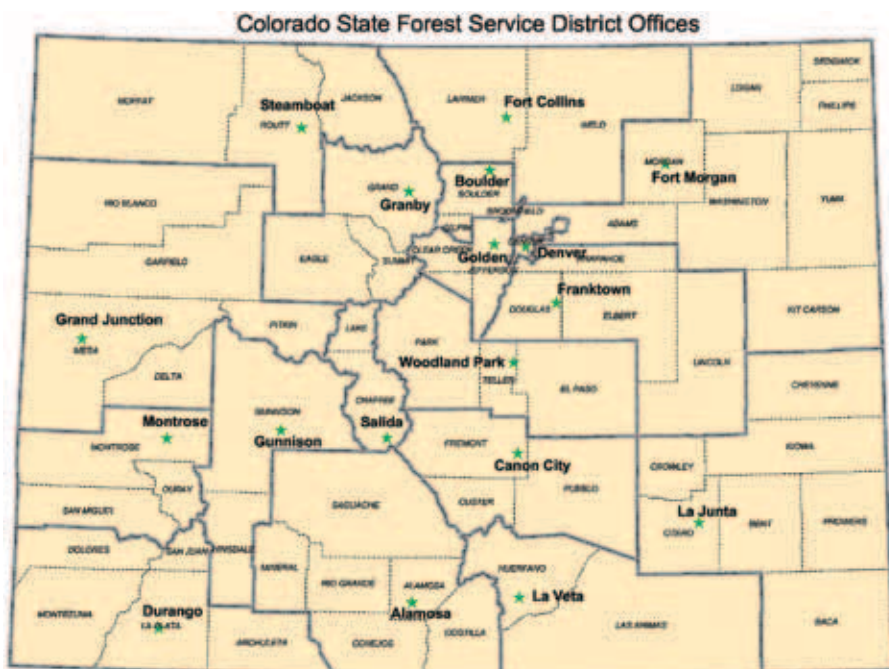 Colorado State Forest Service District Offices
SEDGWICK
LOGAN
PHILLIPS
MOFFAT
JACKSON
LARIMER
WELD
Steamboat
ROUTT
Fort Collins
MORGAN
Fort Morgan
WASHINGTON
YUMA
RIO BLANCO
GRAND
Granby
Boulder
BOULDER
BROOMFIELD
ADAMS
GILPIN
CLEAR CREEK
Golden
JEFFERSON
DENVER
Denver
ARAPAHOE
EAGLE
SUMMIT
GARFIELD
Franktown
DOUGLAS
ELBERT
KIT CARSON
Grand Junction
MESA
PITKIN
LAKE
PARK
Woodland Park
TELLER
EL PASO
LINCOLN
CHEYENNE
DELTA
CHAFFEE
GUNNISON
Montrose
MONTROSE
Gunnison
Salida
FREMONT
Canon City
PUEBLO
CROWLEY
KIOWA
OURAY
SAN MIGUEL
SAGUACHE
CUSTER
La Junta
OTERO
BENT
PROWERS
DOLORES
SAN JUAN
HINSDALE
MINERAL
RIO GRANDE
ALAMOSA
Alamosa
HUERFANO
La Veta
MONTEZUMA
Durango
LA PLATA
ARCHULETA
CONEJOS
COSTILLA
LAS ANIMAS
BACA